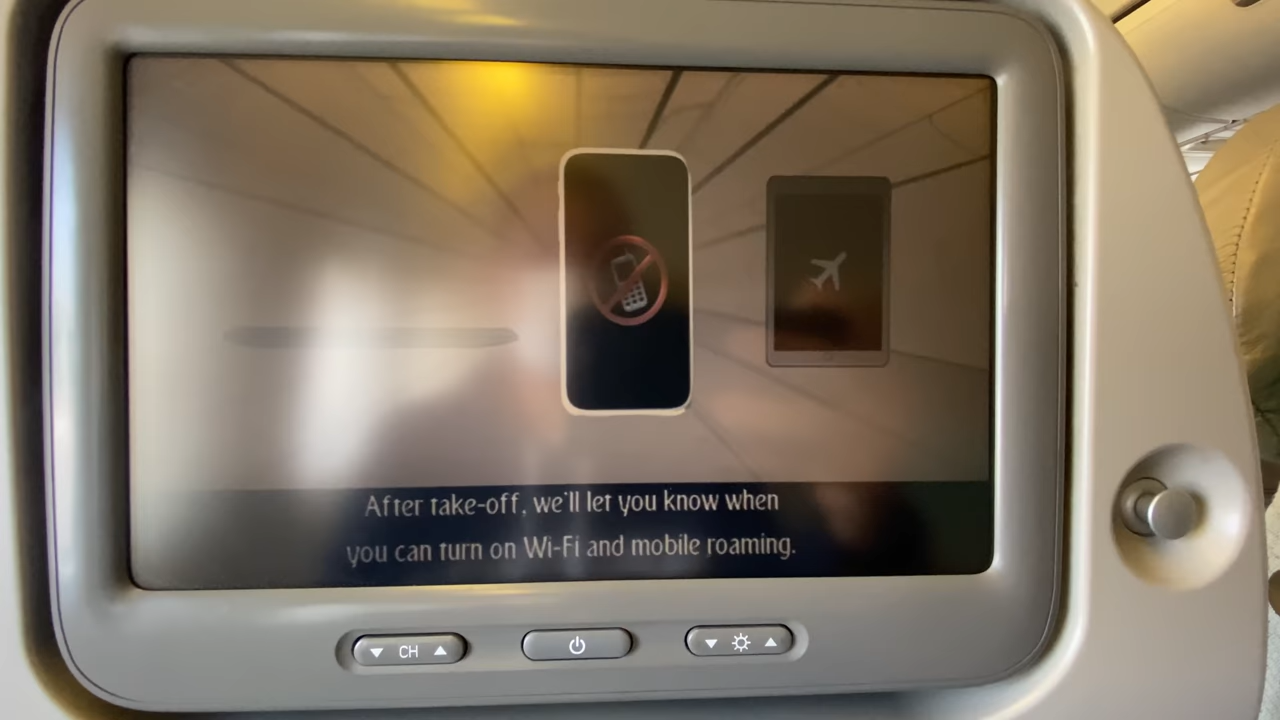 After take-off, we'll let you know when
you can turn on Wi-Fi and mobile roaming.
CH